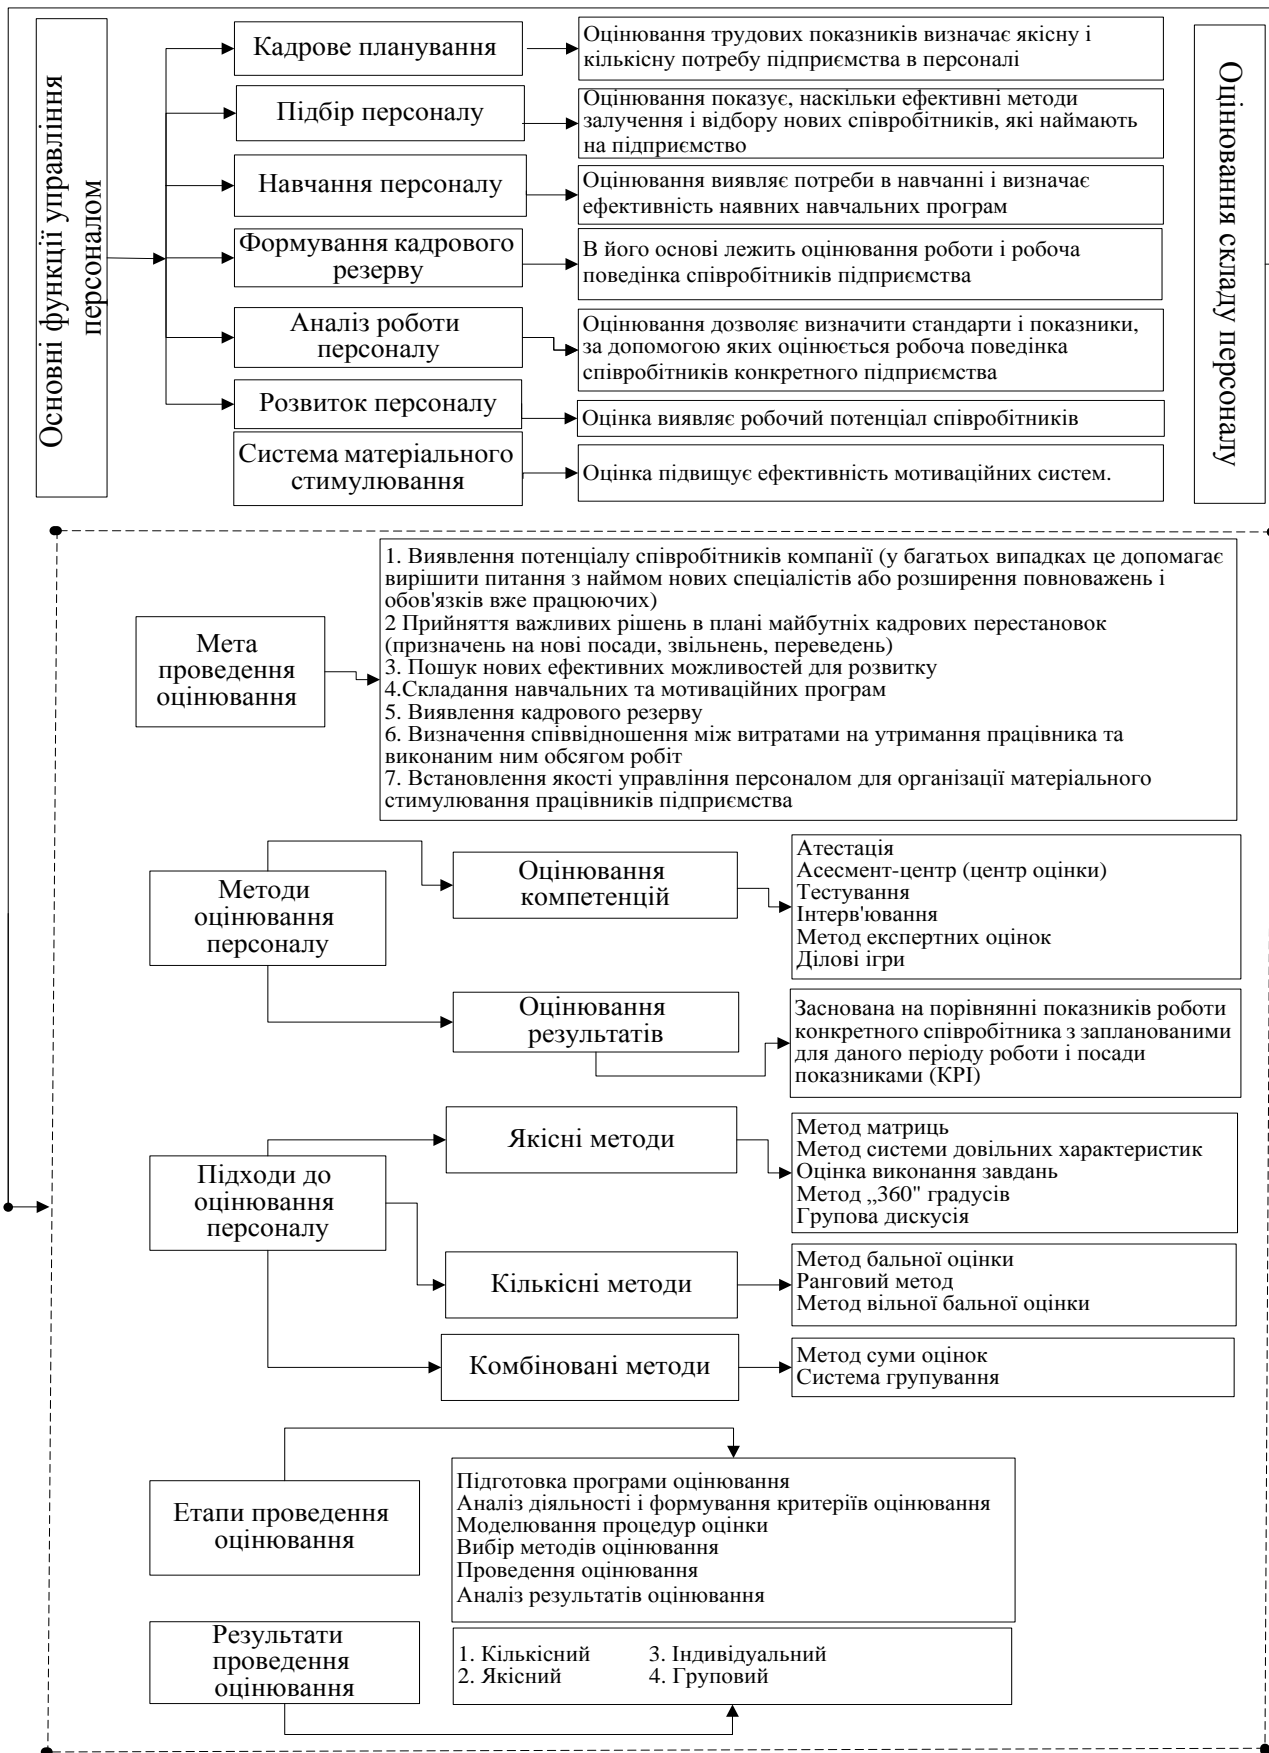 Основні функції управління
персоналом
Кадрове планування
Оцінювання трудових показників визначає якісну і
кількісну потребу підприємства в персоналі
Підбір персоналу
Оцінювання показує, наскільки ефективні методи
залучення і відбору нових співробітників, які наймають
на підприємство
Навчання персоналу
Оцінювання виявляє потреби в навчанні і визначає
ефективність наявних навчальних програм
Формування кадрового
резерву
В його основі лежить оцінювання роботи і робоча
поведінка співробітників підприємства
Аналіз роботи
персоналу
Оцінювання дозволяє визначити стандарти і показники,
за допомогою яких оцінюється робоча поведінка
співробітників конкретного підприємства
Розвиток персоналу
Оцінка виявляє робочий потенціал співробітників
Система матеріального
стимулювання
Оцінка підвищує ефективність мотиваційних систем.
Оцінювання складу персоналу
Мета
проведення
оцінювання
1. Виявлення потенціалу співробітників компанії (у багатьох випадках це допомагає
вирішити питання з наймом нових спеціалістів або розширення повноважень і
обов'язків вже працюючих)
2 Прийняття важливих рішень в плані майбутніх кадрових перестановок
(призначень на нові посади, звільнень, переведень)
3. Пошук нових ефективних можливостей для розвитку
4.Складання навчальних та мотиваційних програм
5. Виявлення кадрового резерву
6. Визначення співвідношення між витратами на утримання працівника та
виконаним ним обсягом робіт
7. Встановлення якості управління персоналом для організації матеріального
стимулювання працівників підприємства
Методи
оцінювання
персоналу
Оцінювання
компетенцій
Атестація
Асесмент-центр (центр оцінки)
Тестування
Інтерв'ювання
Метод експертних оцінок
Ділові ігри
Оцінювання
результатів
Заснована на порівнянні показників роботи
конкретного співробітника з запланованими
для даного періоду роботи і посади
показниками (KPI)
Підходи до
оцінювання
персоналу
Якісні методи
Метод матриць
Метод системи довільних характеристик
Оцінка виконання завдань
Метод „360" градусів
Групова дискусія
Кількісні методи
Метод бальної оцінки
Ранговий метод
Метод вільної бальної оцінки
Комбіновані методи
Метод суми оцінок
Система групування
Етапи проведення
оцінювання
Підготовка програми оцінювання
Аналіз діяльності і формування критеріїв оцінювання
Моделювання процедур оцінки
Вибір методів оцінювання
Проведення оцінювання
Аналіз результатів оцінювання
Результати
проведення
оцінювання
1. Кількісний 3. Індивідуальний
2. Якісний 4. Груповий